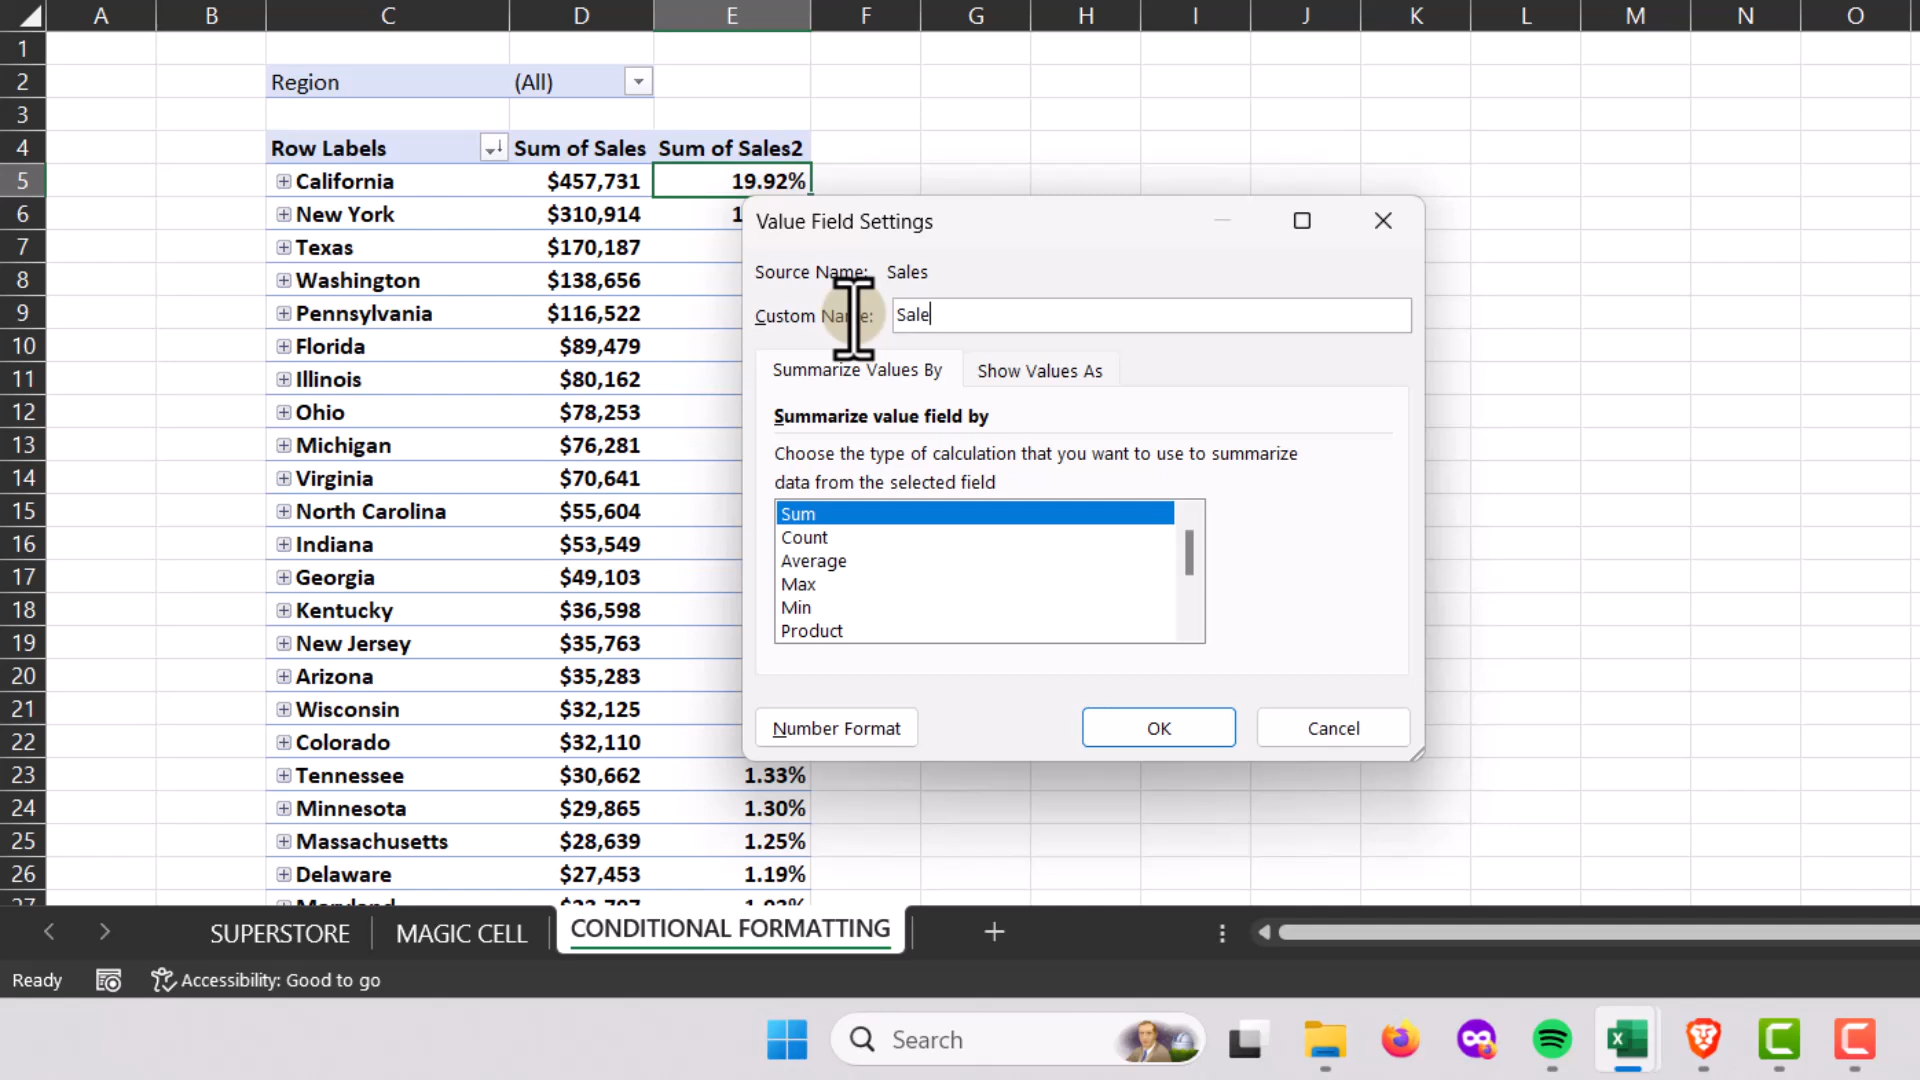 A B C D E F G H I J K L M N O
1
2 Region (All)
3
4 Row Labels Sum of Sales Sum of Sales2
5 California $457,731 19.92%
6 New York $310,914 1
7 Texas $170,187
8 Washington $138,656
9 Pennsylvania $116,522
10 Florida $89,479
11 Illinois $80,162
12 Ohio $78,253
13 Michigan $76,281
14 Virginia $70,641
15 North Carolina $55,604
16 Indiana $53,549
17 Georgia $49,103
18 Kentucky $36,598
19 New Jersey $35,763
20 Arizona $35,283
21 Wisconsin $32,125
22 Colorado $32,110
23 Tennessee $30,662 1.33%
24 Minnesota $29,865 1.30%
25 Massachusetts $28,639 1.25%
26 Delaware $27,453 1.19%
Value Field Settings
Source Name: Sales
Custom Name: Sale
Summarize Values By Show Values As
Summarize value field by
Choose the type of calculation that you want to use to summarize
data from the selected field
Sum
Count
Average
Max
Min
Product
Number Format OK Cancel
SUPERSTORE MAGIC CELL CONDITIONAL FORMATTING
Ready Accessibility: Good to go
Search